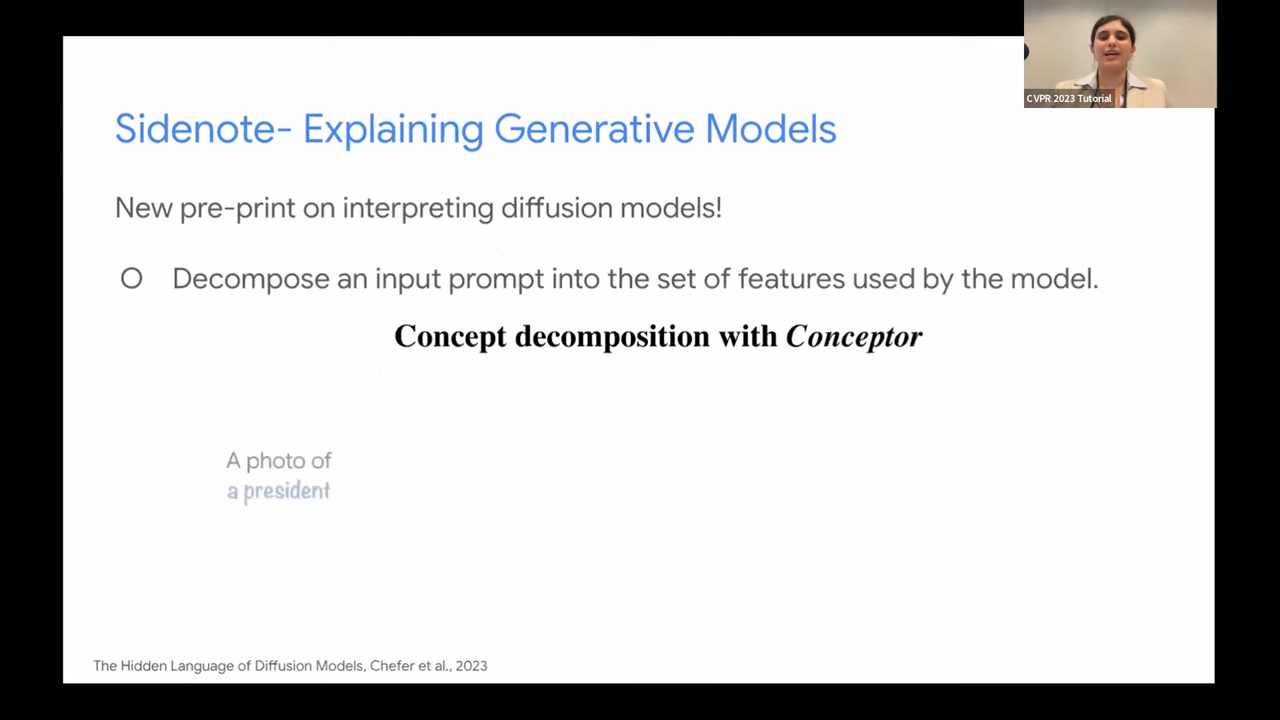 CVPR 2023 Tutorial
Sidenote- Explaining Generative Models
New pre-print on interpreting diffusion models!
O Decompose an input prompt into the set of features used by the model.
Concept decomposition with Conceptor
A photo of
a president
The Hidden Language of Diffusion Models, Chefer et al., 2023